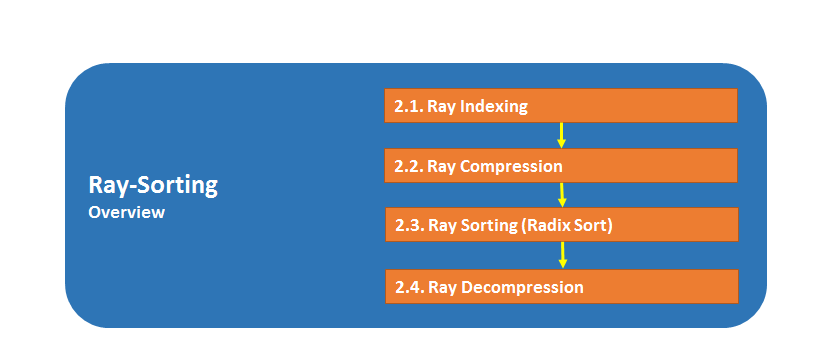 Ray-Sorting
Overview
2.1. Ray Indexing
2.2. Ray Compression
2.3. Ray Sorting (Radix Sort)
2.4. Ray Decompression